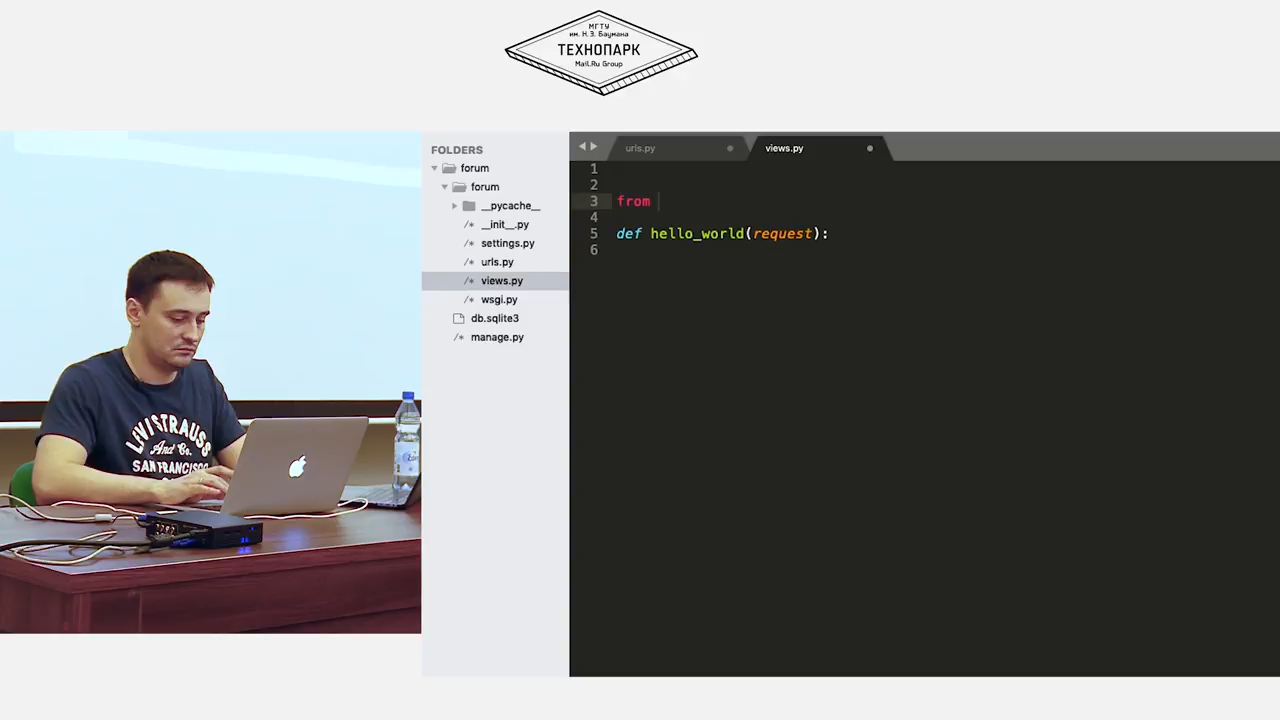 МГТУ
им. Н.Э. Баумана
ТЕХНОПАРК
Mail.Ru Group
FOLDERS
forum
forum
__pycache__
/* __init__.py
/* settings.py
/* urls.py
/* views.py
/* wsgi.py
db.sqlite3
/* manage.py
urls.py
views.py
1
2
3 from
4
5 def hello_world(request):
6
LEVI STRAUSS
And Co.
SAN FRANCISCO